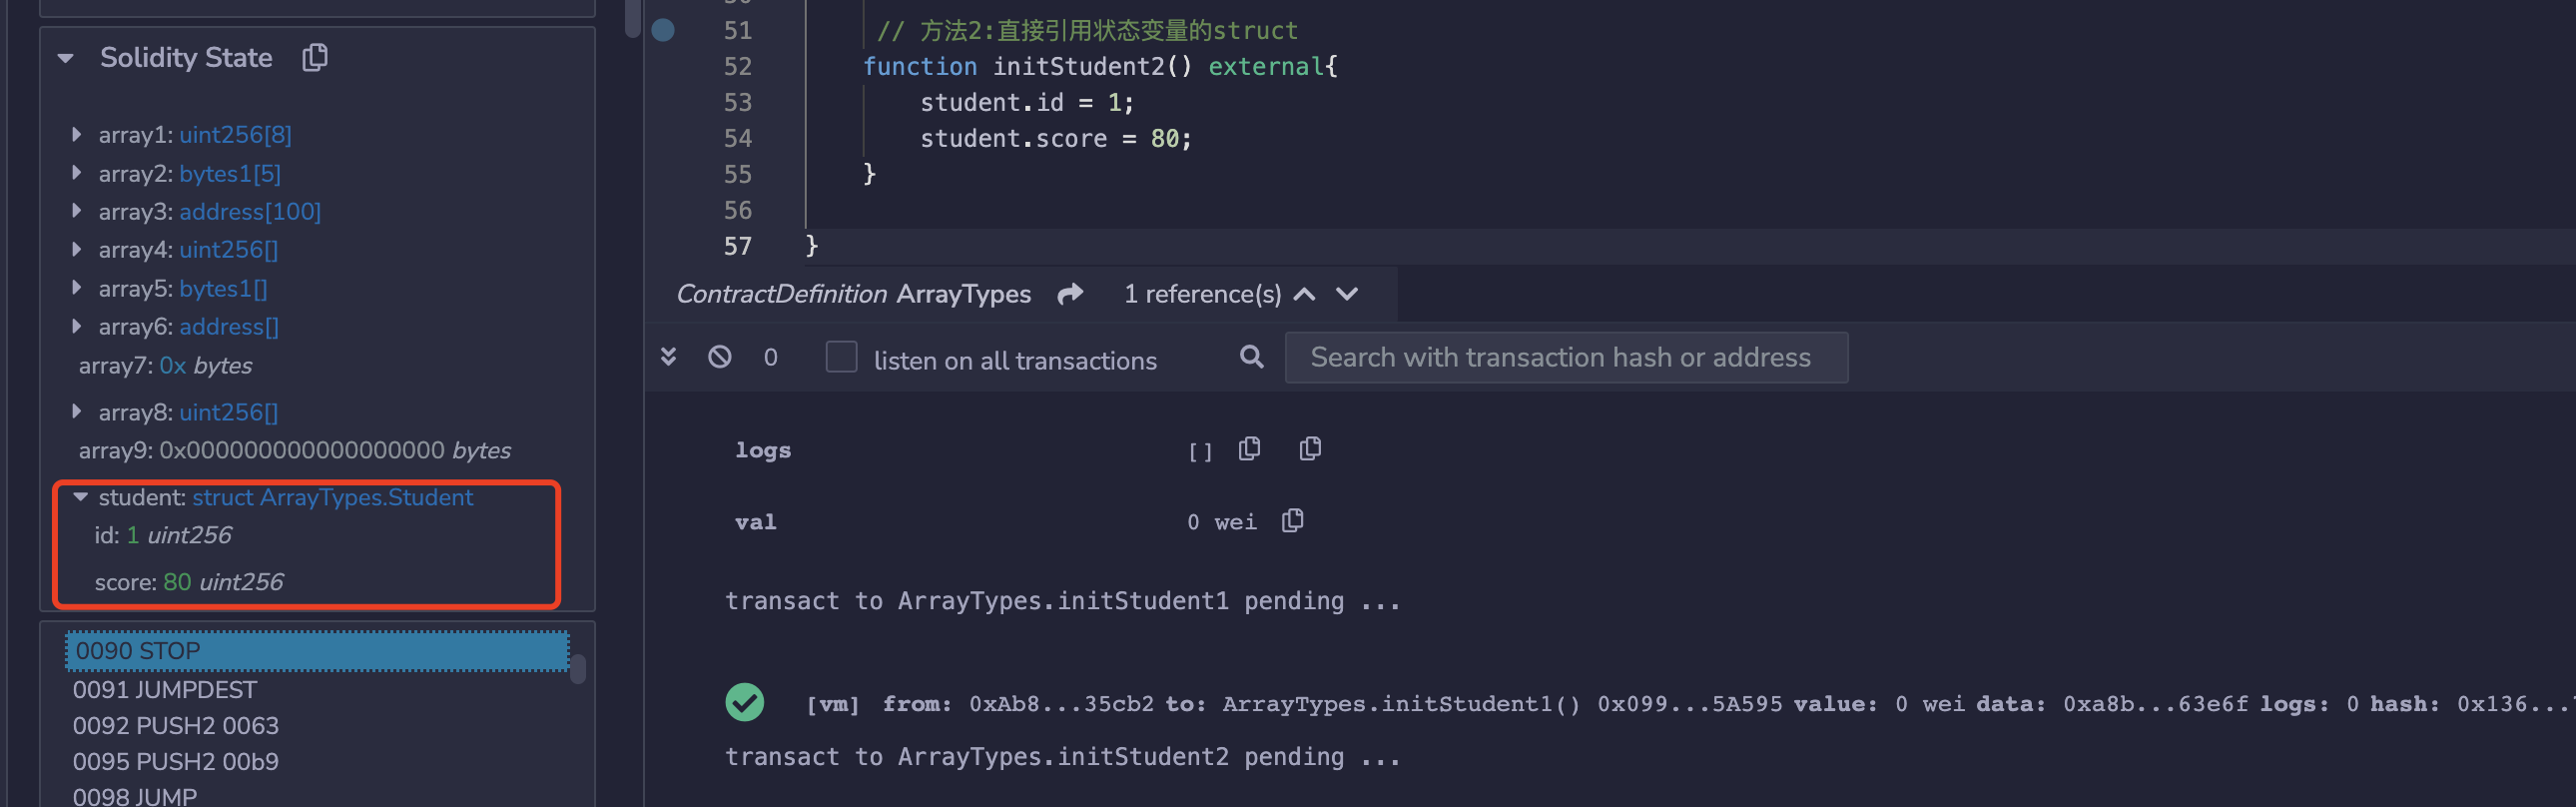 Solidity State
array1: uint256[8]
array2: bytes1[5]
array3: address[100]
array4: uint256[]
array5: bytes1[]
array6: address[]
array7: 0x bytes
array8: uint256[]
array9: 0x000000000000000000 bytes
student: struct ArrayTypes.Student
id: 1 uint256
score: 80 uint256
0090 STOP
0091 JUMPDEST
0092 PUSH2 0063
0095 PUSH2 00b9
0098 JUMP
51 // 方法2:直接引用状态变量的struct
52 function initStudent2() external{
53 student.id = 1;
54 student.score = 80;
55 }
56
57 }
ContractDefinition ArrayTypes 1 reference(s)
0 listen on all transactions Search with transaction hash or address
logs []
val 0 wei
transact to ArrayTypes.initStudent1 pending ...
[vm] from: 0xAb8...35cb2 to: ArrayTypes.initStudent1() 0x099...5A595 value: 0 wei data: 0xa8b...63e6f logs: 0 hash: 0x136...
transact to ArrayTypes.initStudent2 pending ...